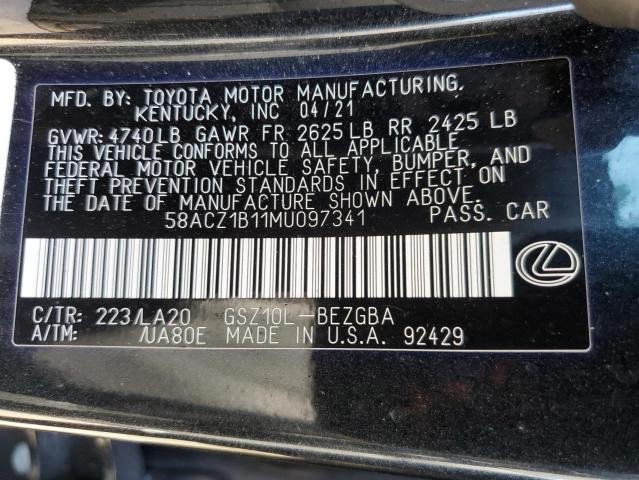 MFD. BY: TOYOTA MOTOR MANUFACTURING,
KENTUCKY, INC 04/21
GVWR: 4740LB GAWR FR 2625LB RR 2425 LB
THIS VEHICLE CONFORMS TO ALL APPLICABLE
FEDERAL MOTOR VEHICLE SAFETY, BUMPER, AND
THEFT PREVENTION STANDARDS IN EFFECT ON
THE DATE OF MANUFACTURE SHOWN ABOVE.
58ACZ1B11MU097341 PASS. CAR
C/TR: 223/LA20 GSZ10L-BEZGBA
A/TM: /UA80E MADE IN U.S.A. 92429